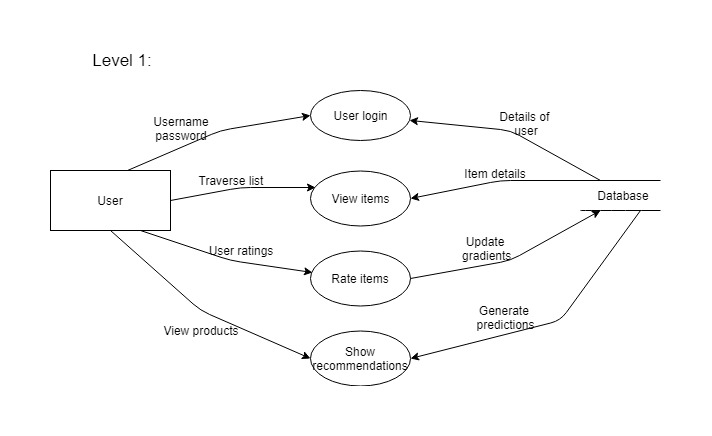 Level 1:
Username
password
User login
Details of
user
Traverse list
Item details
User
View items
Database
User ratings
Update
gradients
Rate items
View products
Generate
predictions
Show
recommendations